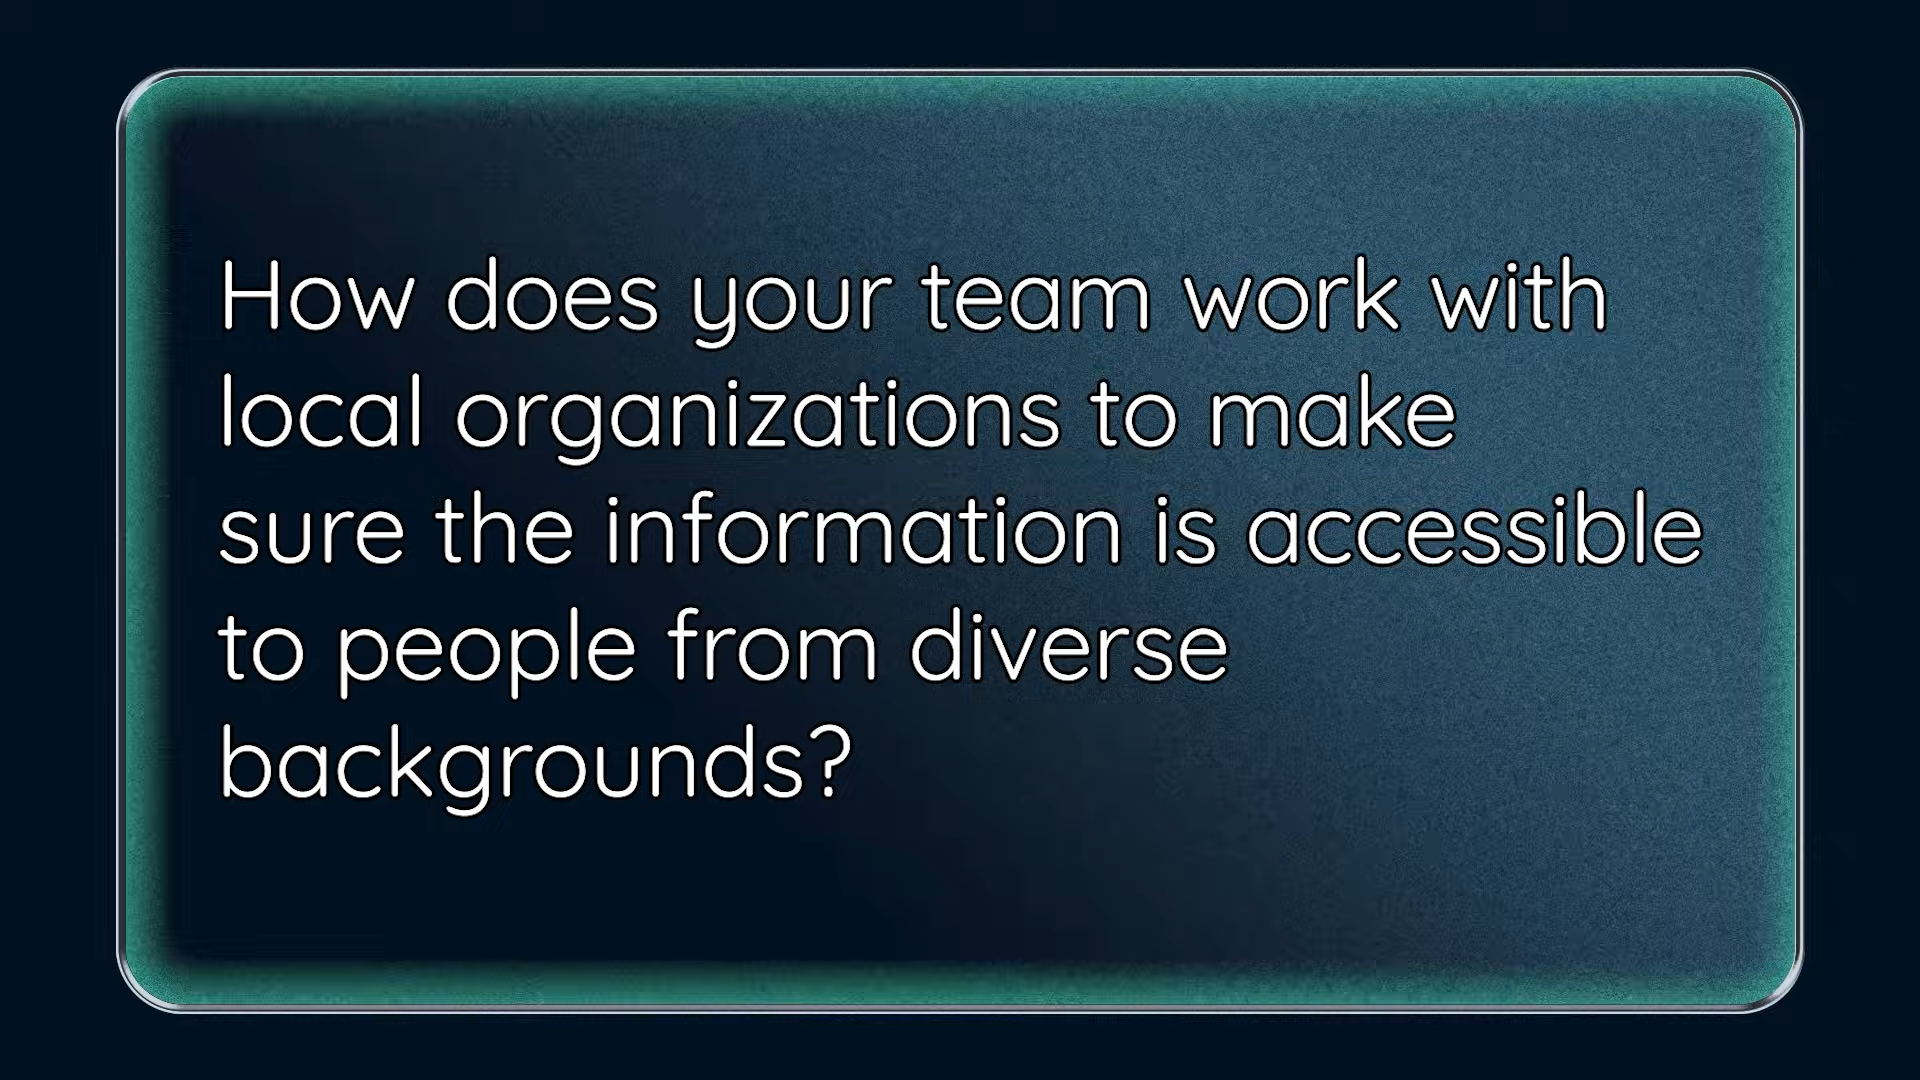 How does your team work with
local organizations to make
sure the information is accessible
to people from diverse
backgrounds?